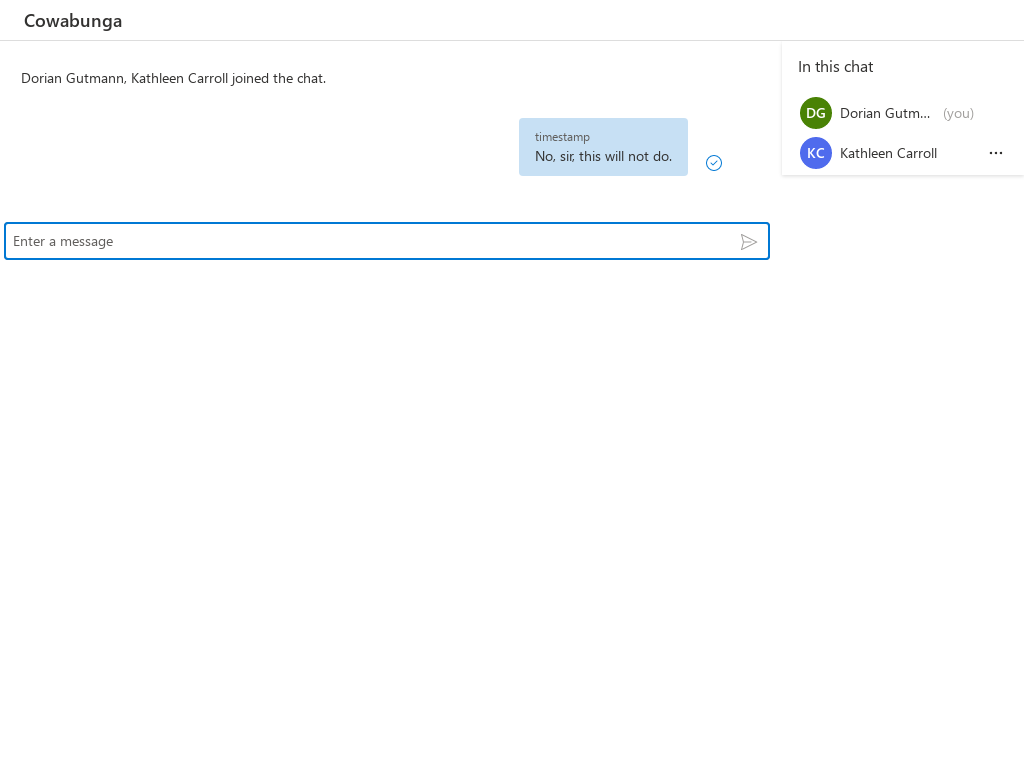 Cowabunga
Dorian Gutmann, Kathleen Carroll joined the chat.
timestamp
No, sir, this will not do.
Enter a message
In this chat
DG Dorian Gutm... (you)
KC Kathleen Carroll